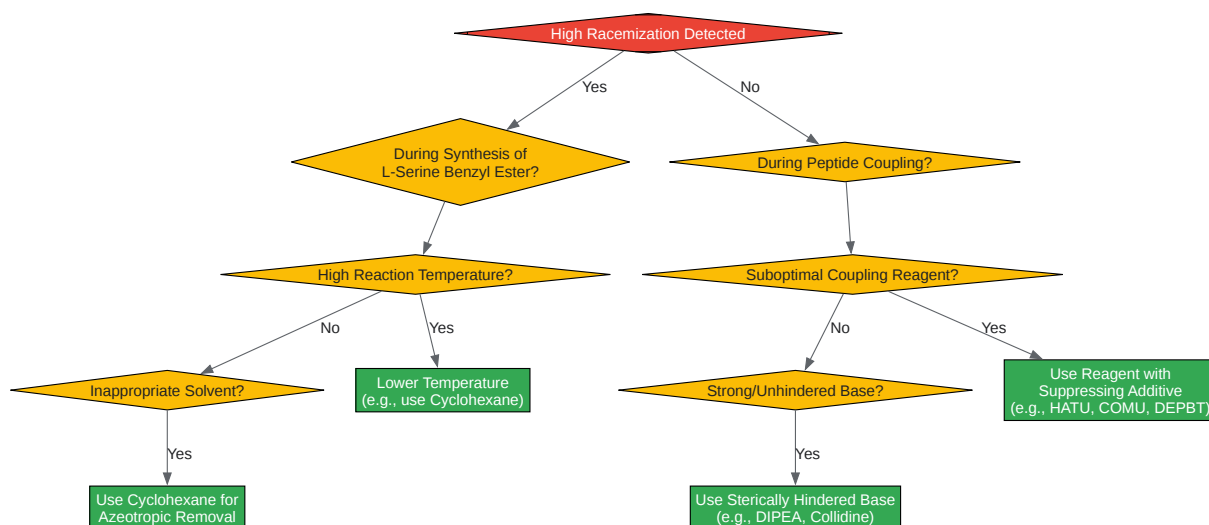 High Racemization Detected
Yes
No
During Synthesis of
L-Serine Benzyl Ester?
During Peptide Coupling?
High Reaction Temperature?
Suboptimal Coupling Reagent?
No
Yes
No
Yes
Inappropriate Solvent?
Lower Temperature
(e.g., use Cyclohexane)
Strong/Unhindered Base?
Use Reagent with
Suppressing Additive
(e.g., HATU, COMU, DEPBT)
Yes
Yes
Use Cyclohexane for
Azeotropic Removal
Use Sterically Hindered Base
(e.g., DIPEA, Collidine)